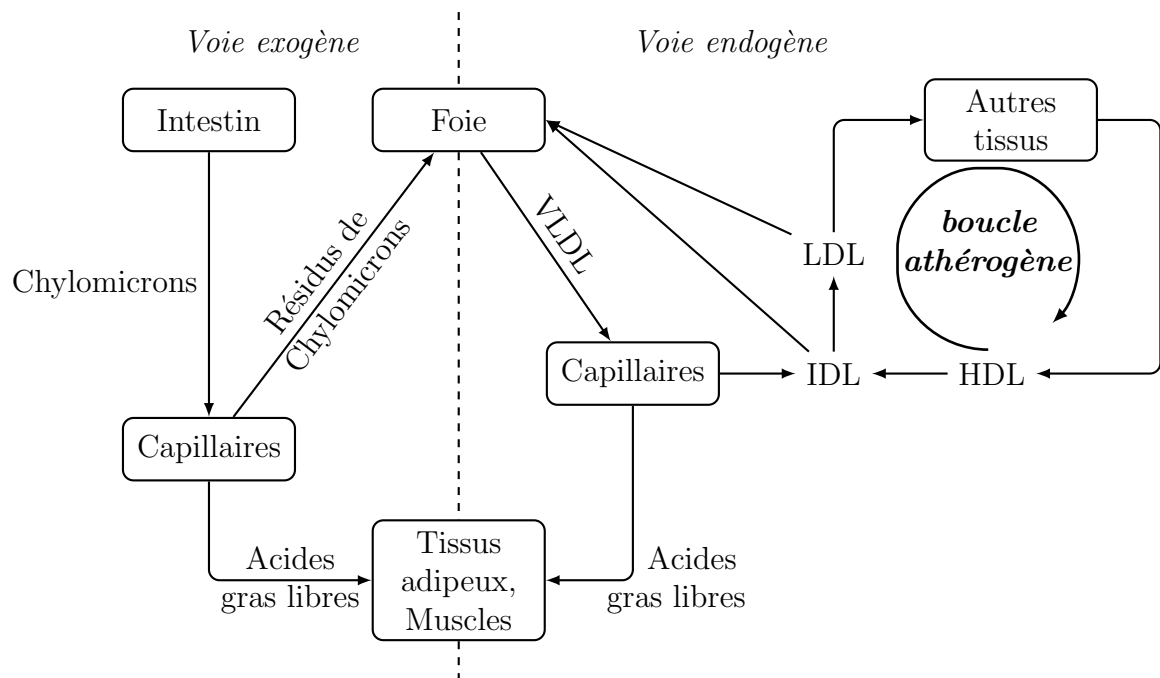 Voie exogène
Voie endogène
Intestin
Foie
Autres
tissus
Chylomicrons
Résidus de
Chylomicrons
VLDL
LDL
boucle
athérogène
Capillaires
IDL
HDL
Capillaires
Acides
gras libres
Tissus
adipeux,
Muscles
Acides
gras libres